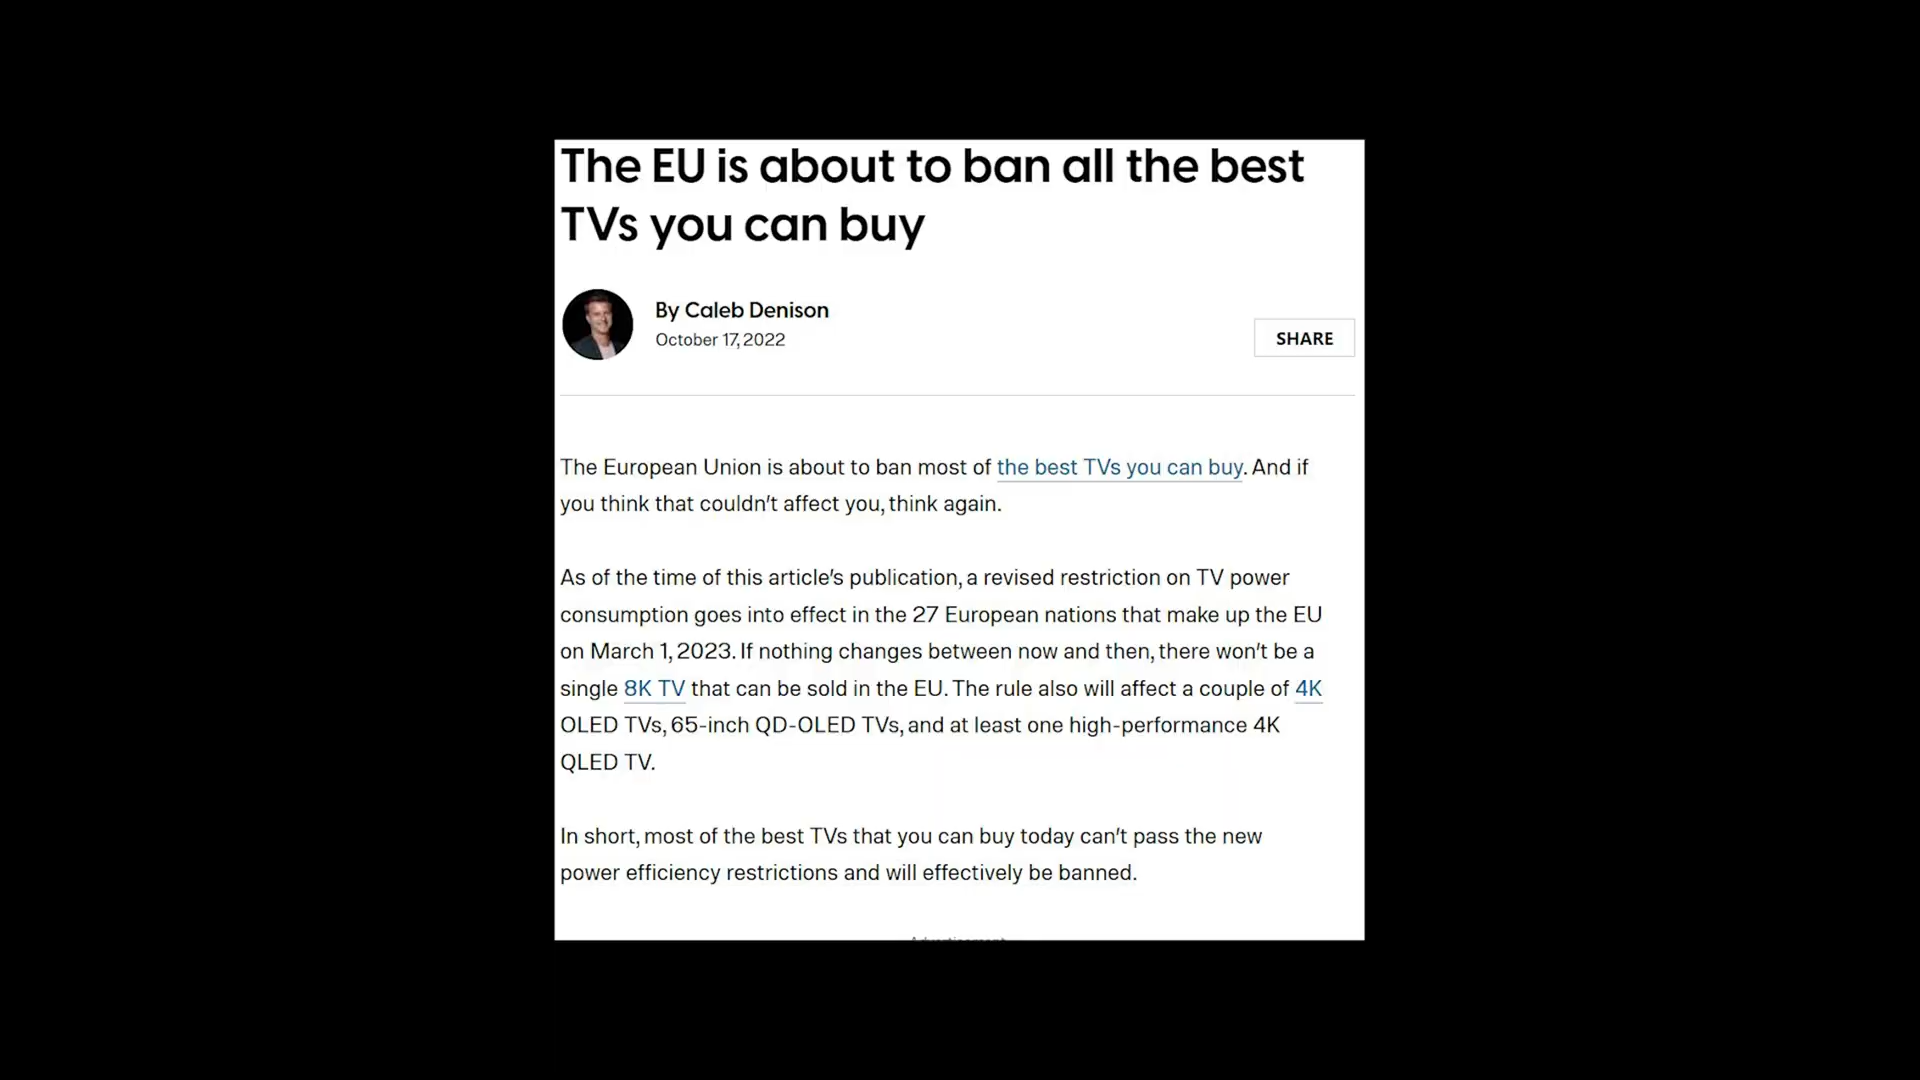 The EU is about to ban all the best
TVs you can buy
By Caleb Denison
October 17, 2022
SHARE
The European Union is about to ban most of the best TVs you can buy. And if
you think that couldn't affect you, think again.
As of the time of this article's publication, a revised restriction on TV power
consumption goes into effect in the 27 European nations that make up the EU
on March 1, 2023. If nothing changes between now and then, there won't be a
single 8K TV that can be sold in the EU. The rule also will affect a couple of 4K
OLED TVs, 65-inch QD-OLED TVs, and at least one high-performance 4K
QLED TV.
In short, most of the best TVs that you can buy today can't pass the new
power efficiency restrictions and will effectively be banned.